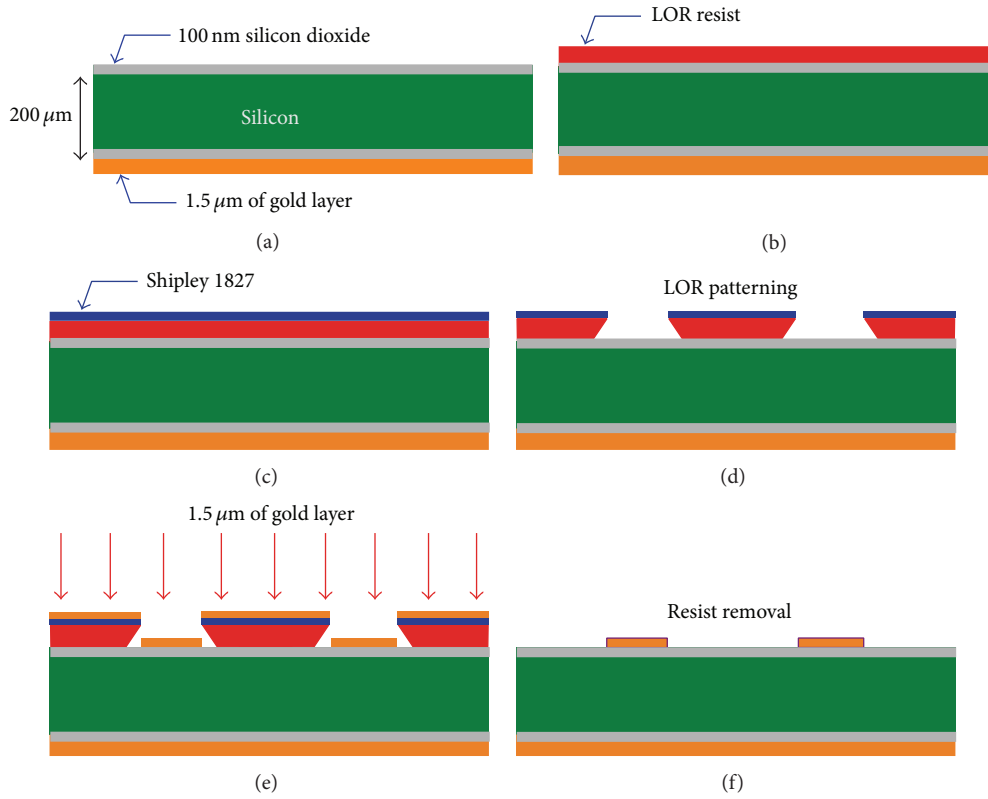 100 nm silicon dioxide
200 μm
Silicon
1.5 μm of gold layer
(a)
LOR resist
(b)
Shipley 1827
(c)
LOR patterning
(d)
1.5 μm of gold layer
(e)
Resist removal
(f)